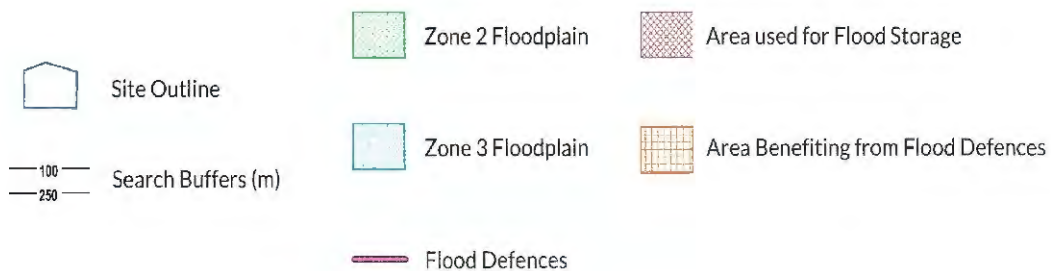 Site Outline
100
250
Search Buffers (m)
Zone 2 Floodplain
Zone 3 Floodplain
Flood Defences
Area used for Flood Storage
Area Benefiting from Flood Defences